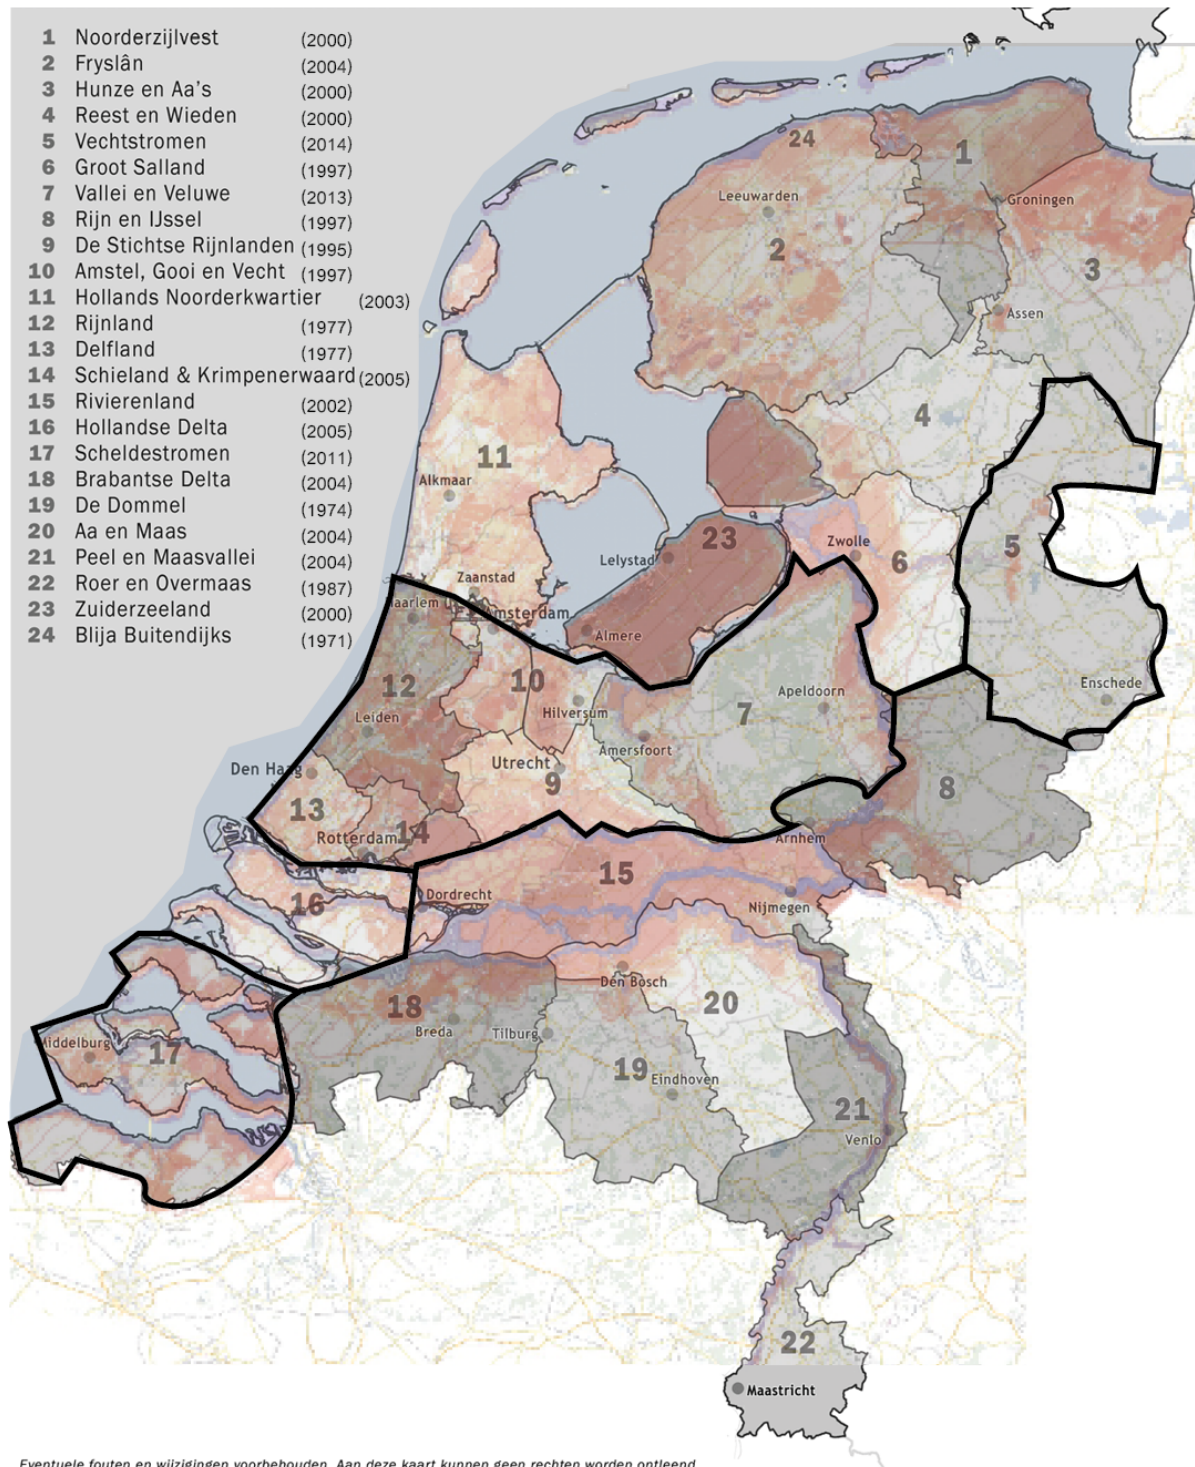 1 Noorderzijlvest (2000)
2 Fryslân (2004)
3 Hunze en Aa's (2000)
4 Reest en Wieden (2000)
5 Vechtstromen (2014)
6 Groot Salland (1997)
7 Vallei en Veluwe (2013)
8 Rijn en IJssel (1997)
9 De Stichtse Rijnlanden (1995)
10 Amstel, Gooi en Vecht (1997)
11 Hollands Noorderkwartier (2003)
12 Rijnland (1977)
13 Delfland (1977)
14 Schieland & Krimpenerwaard (2005)
15 Rivierenland (2002)
16 Hollandse Delta (2005)
17 Scheldestromen (2011)
18 Brabantse Delta (2004)
19 De Dommel (1974)
20 Aa en Maas (2004)
21 Peel en Maasvallei (2004)
22 Roer en Overmaas (1987)
23 Zuiderzeeland (2000)
24 Blija Buitendijks (1971)
24
1
Leeuwarden
Groningen
2
3
Assen
4
11
Alkmaar
23
Zwolle
5
6
Lelystad
Zaanstad
Haarlem
Amsterdam
Almere
10
12
Enschede
Apeldoorn
Hilversum
7
Leiden
Amersfoort
Utrecht
Den Haag
9
8
13
14
Rotterdam
Arnhem
15
Dordrecht
16
Nijmegen
Den Bosch
18
20
Breda
Tilburg
Middelburg
17
19
Eindhoven
21
Venlo
22
Maastricht
Eventuele fouten en wijzigingen voorbehouden. Aan deze kaart kunnen geen rechten worden ontleend